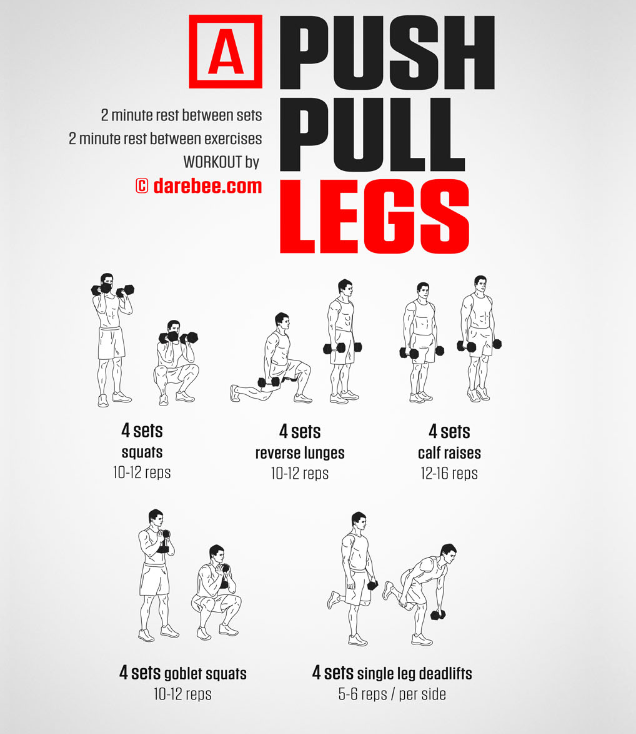 A
PUSH
PULL
LEGS
2 minute rest between sets
2 minute rest between exercises
WORKOUT by
© darebee.com
4 sets
squats
10-12 reps
4 sets
reverse lunges
10-12 reps
4 sets
calf raises
12-16 reps
4 sets goblet squats
10-12 reps
4 sets single leg deadlifts
5-6 reps / per side